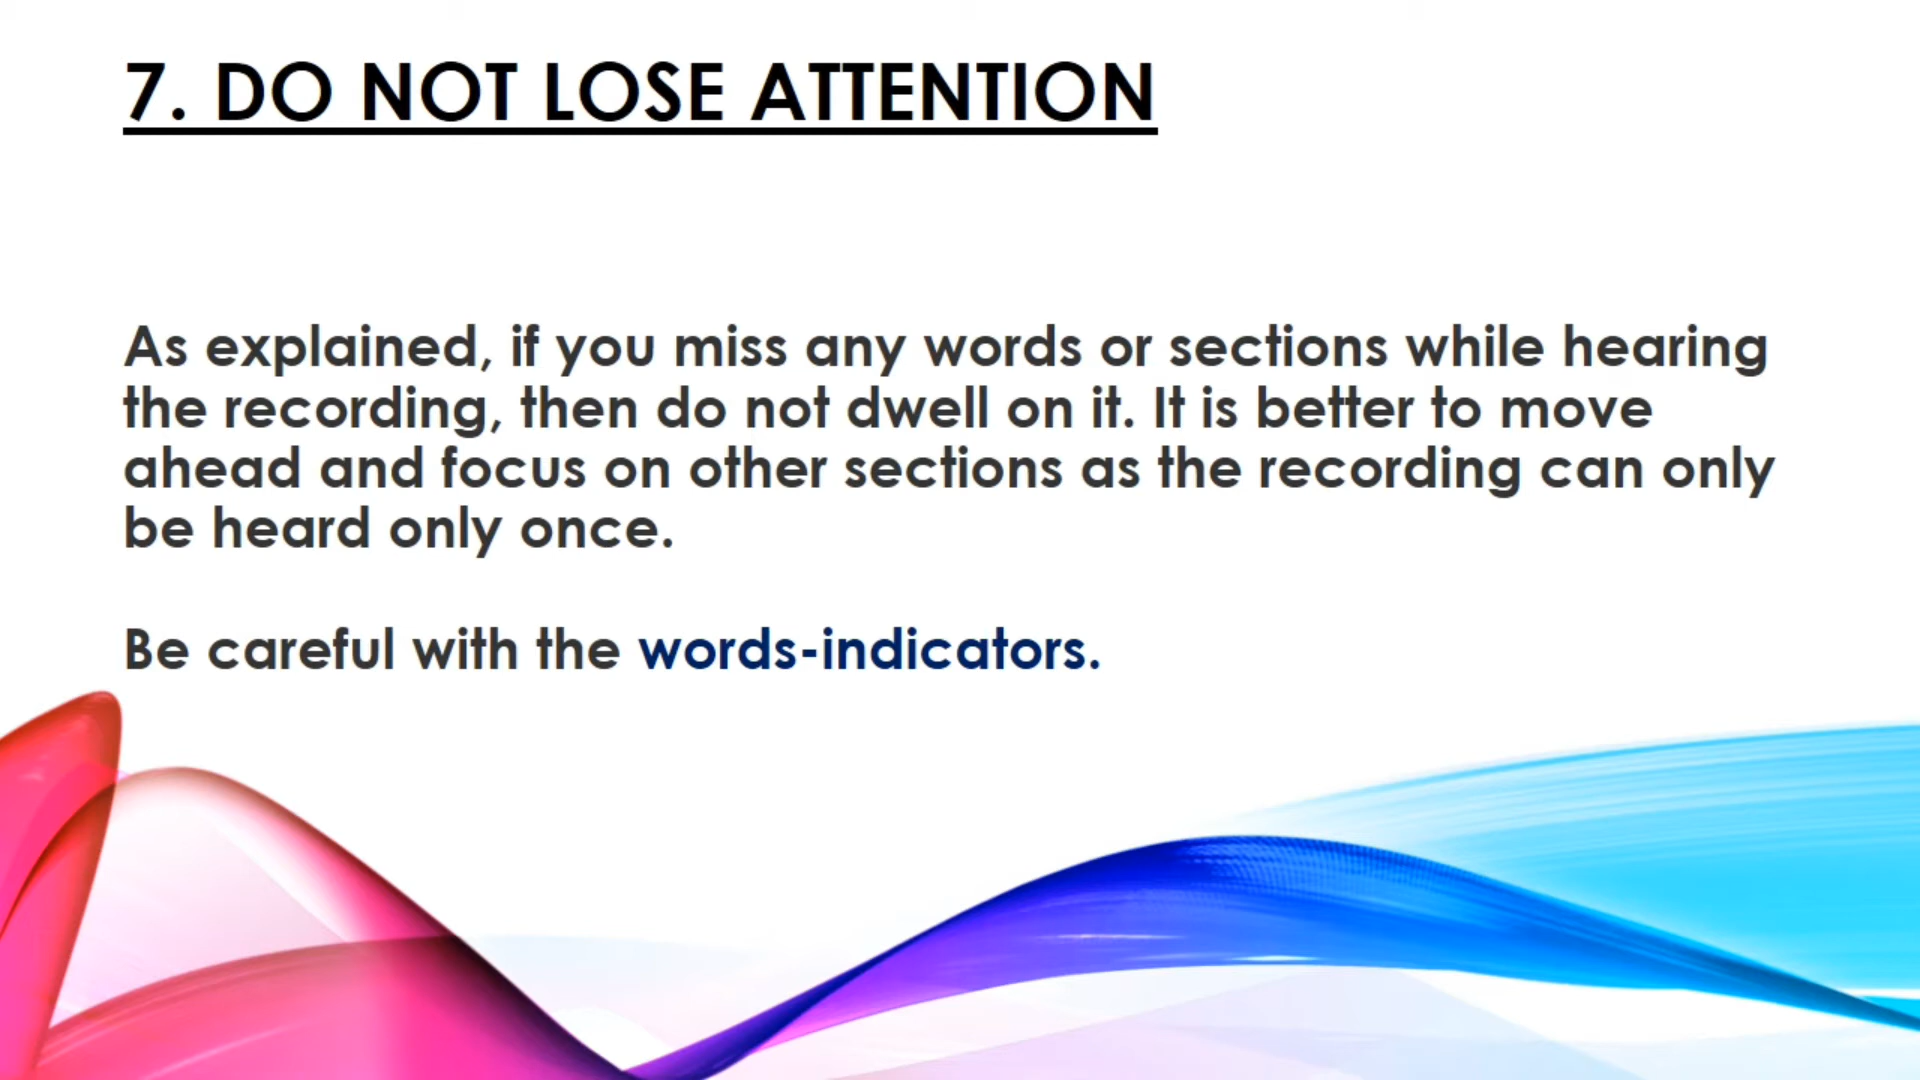 7. DO NOT LOSE ATTENTION
As explained, if you miss any words or sections while hearing
the recording, then do not dwell on it. It is better to move
ahead and focus on other sections as the recording can only
be heard only once.
Be careful with the words-indicators.